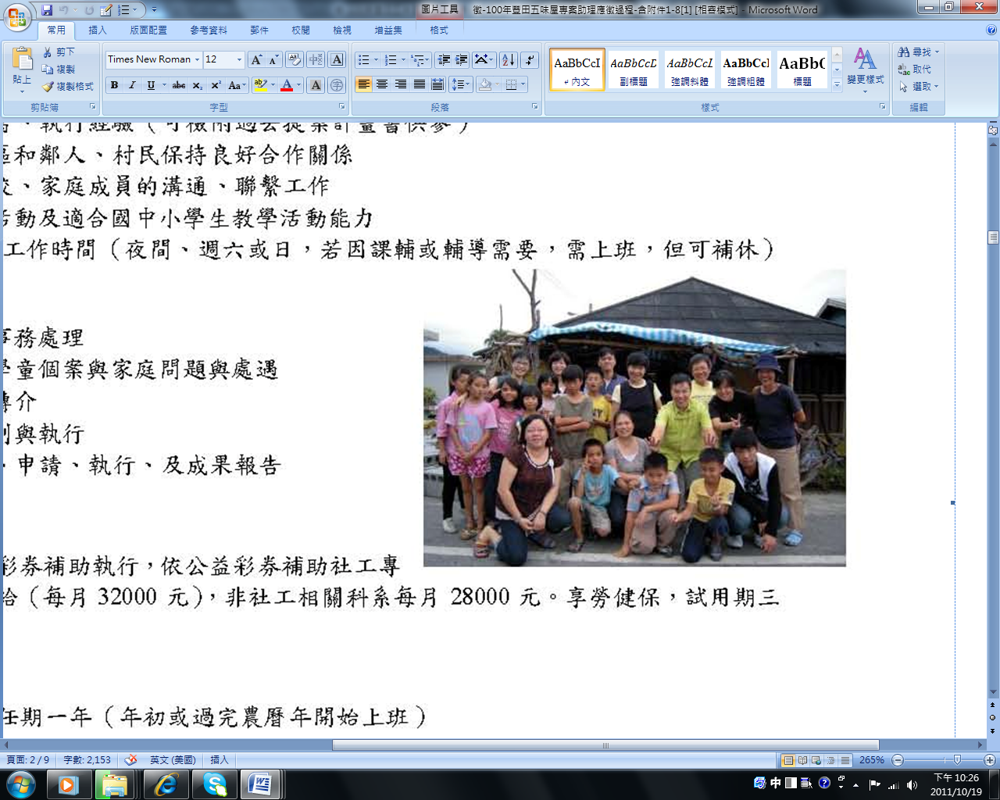 圖片工具
徵-100年豐田五味屋專案助理應徵過程-含附件1-8[1] [相容模式] - Microsoft Word
常用 插入 版面配置 參考資料 郵件 校閱 檢視 增益集 格式
貼上 剪下
複製
複製格式
剪貼簿
Times New Roman 12
字型
段落
AaBbCcI AaBbCcD AaBbCcL AaBbCcI AaBbC
內文 副標題 強調斜體 強調粗體 標題
變更樣式
樣式
尋找
取代
選取
編輯
、執行經驗（可檢附過去提案計畫書供參）
區和鄰人、村民保持良好合作關係
校、家庭成員的溝通、聯繫工作
活動及適合國中小學生教學活動能力
工作時間（夜間、週六或日，若因課輔或輔導需要，需上班，但可補休）
事務處理
學童個案與家庭問題與處遇
轉介
劃與執行
、申請、執行、及成果報告
彩券補助執行，依公益彩券補助社工專
給（每月 32000 元），非社工相關科系每月 28000 元。享勞健保，試用期三
任期一年（年初或過完農曆年開始上班）
頁面: 2 / 9 字數: 2,153 英文 (美國) 插入 265%
中
下午 10:26
2011/10/19